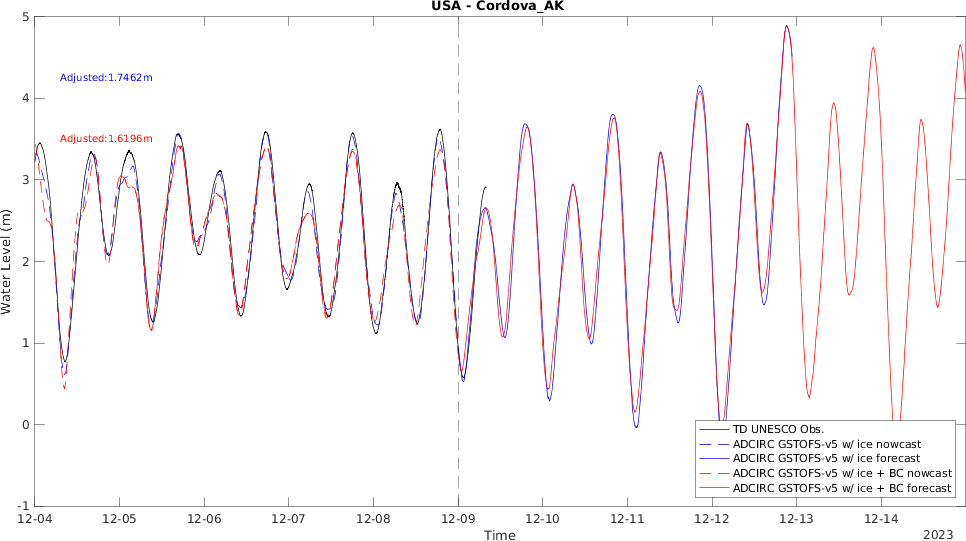 USA - Cordova_AK
5
4
3
2
1
0
-1
Water Level (m)
Adjusted:1.7462m
Adjusted:1.6196m
TD UNESCO Obs.
ADCIRC GSTOFS-v5 w/ ice nowcast
ADCIRC GSTOFS-v5 w/ ice forecast
ADCIRC GSTOFS-v5 w/ ice + BC nowcast
ADCIRC GSTOFS-v5 w/ ice + BC forecast
12-04 12-05 12-06 12-07 12-08 12-09 12-10 12-11 12-12 12-13 12-14
Time
2023